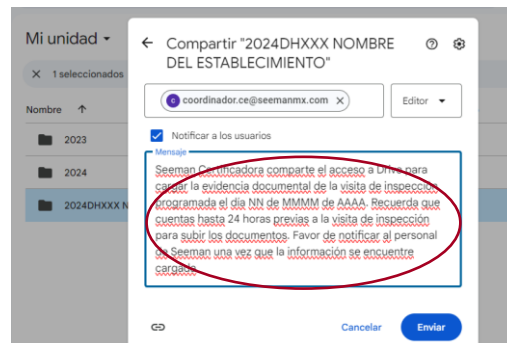 Mi unidad
1 seleccionados
Nombre
2023
2024
2024DHXXX N
Compartir "2024DHXXX NOMBRE
DEL ESTABLECIMIENTO"
c coordinador.ce@seemanmx.com
Editor
Notificar a los usuarios
Mensaje
Seeman Certificadora comparte el acceso a Drive para
cargar la evidencia documental de la visita de inspección
programada el día NN de MMMM de AAAA. Recuerda que
cuentas hasta 24 horas previas a la visita de inspección
para subir los documentos. Favor de notificar al personal
de Seeman una vez que la información se encuentre
cargada.
Cancelar
Enviar